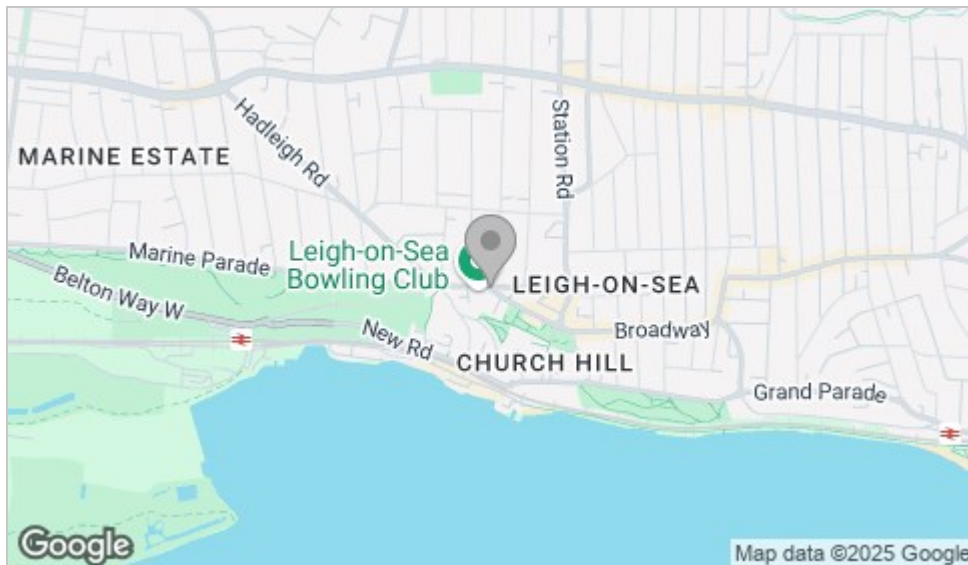 Hadleigh Rd
Station Rd
MARINE ESTATE
Marine Parade
Leigh-on-Sea
Bowling Club
LEIGH-ON-SEA
Belton Way W
New Rd
Broadway
CHURCH HILL
Grand Parade
Google
Map data ©2025 Google